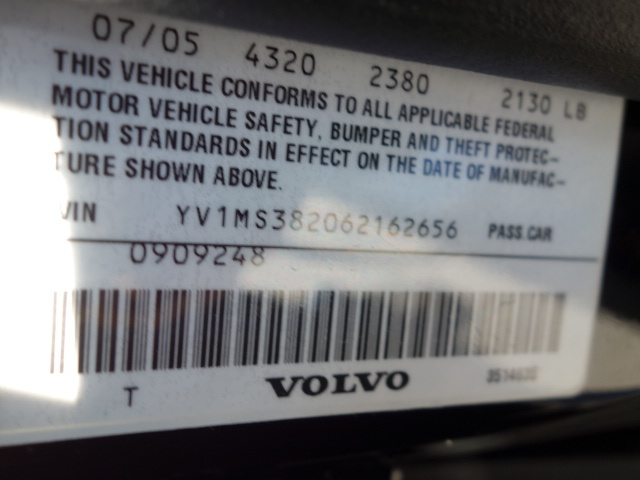 07/05 4320 2380 2130 LB
THIS VEHICLE CONFORMS TO ALL APPLICABLE FEDERAL
MOTOR VEHICLE SAFETY, BUMPER AND THEFT PROTEC-
TION STANDARDS IN EFFECT ON THE DATE OF MANUFAC-
TURE SHOWN ABOVE.
VIN YV1MS382062162656 PASS.CAR
0909248
T VOLVO